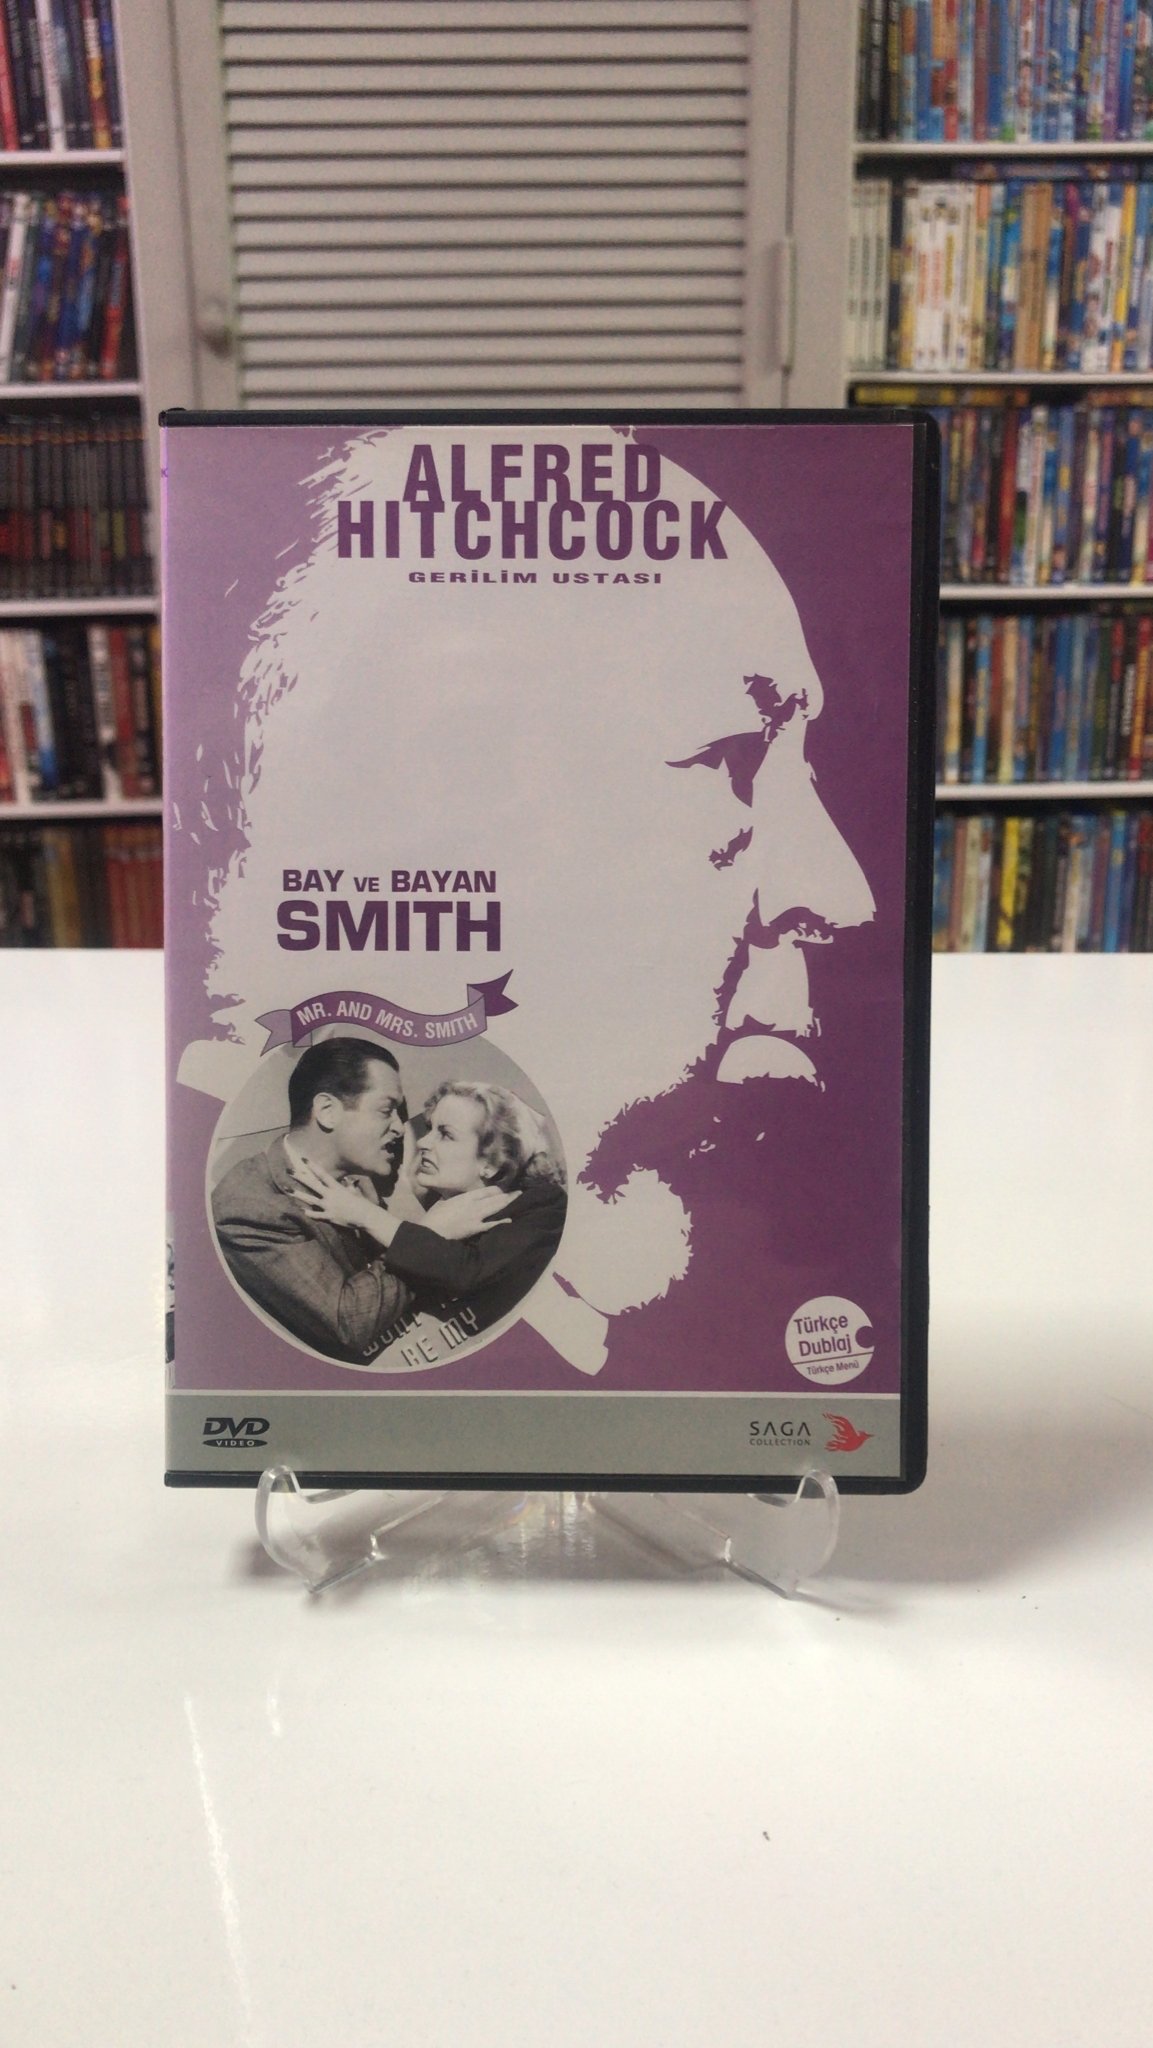 ALFRED
HITCHCOCK
GERİLİM USTASI
BAY VE BAYAN
SMITH
MR. AND MRS. SMITH
BE MY
Türkçe
Dublaj
Türkçe Menü
DVD
VIDEO
SAGA
COLLECTION